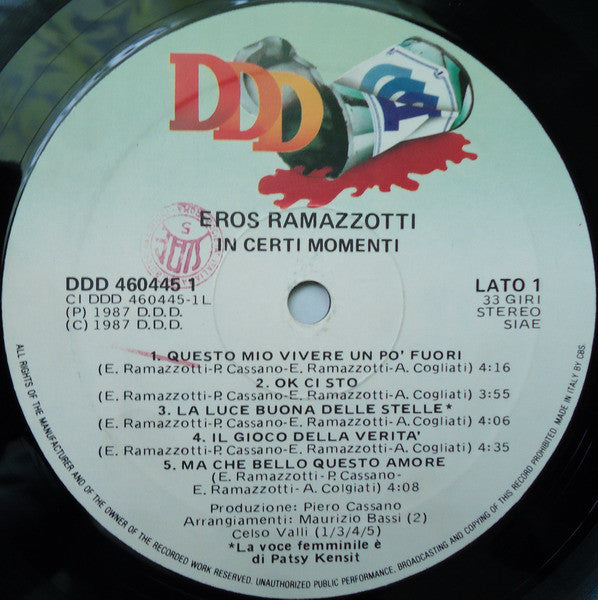 DDD
EROS RAMAZZOTTI
IN CERTI MOMENTI
DDD 460445 1
CI DDD 460445-1L
(P) 1987 D.D.D.
(C) 1987 D.D.D.
LATO 1
33 GIRI
STEREO
SIAE
1. QUESTO MIO VIVERE UN PO' FUORI
(E. Ramazzotti-P. Cassano-E. Ramazzotti-A. Cogliati) 4:16
2. OK CI STO
(E. Ramazzotti-P. Cassano-E. Ramazzotti-A. Cogliati) 3:55
3. LA LUCE BUONA DELLE STELLE*
(E. Ramazzotti-P. Cassano-E. Ramazzotti-A. Cogliati) 4:06
4. IL GIOCO DELLA VERITA'
(E. Ramazzotti-P. Cassano-E. Ramazzotti-A. Cogliati) 4:35
5. MA CHE BELLO QUESTO AMORE
(E. Ramazzotti-P. Cassano-
E. Ramazzotti-A. Colgiati) 4:08
Produzione: Piero Cassano
Arrangiamenti: Maurizio Bassi (2)
Celso Valli (1/3/4/5)
*La voce femminile è
di Patsy Kensit
ALL RIGHTS OF THE MANUFACTURER AND OF THE OWNER OF THE RECORDED WORK RESERVED. UNAUTHORIZED PUBLIC PERFORMANCE, BROADCASTING AND COPYING OF THIS RECORD PROHIBITED. MADE IN ITALY BY CBS.